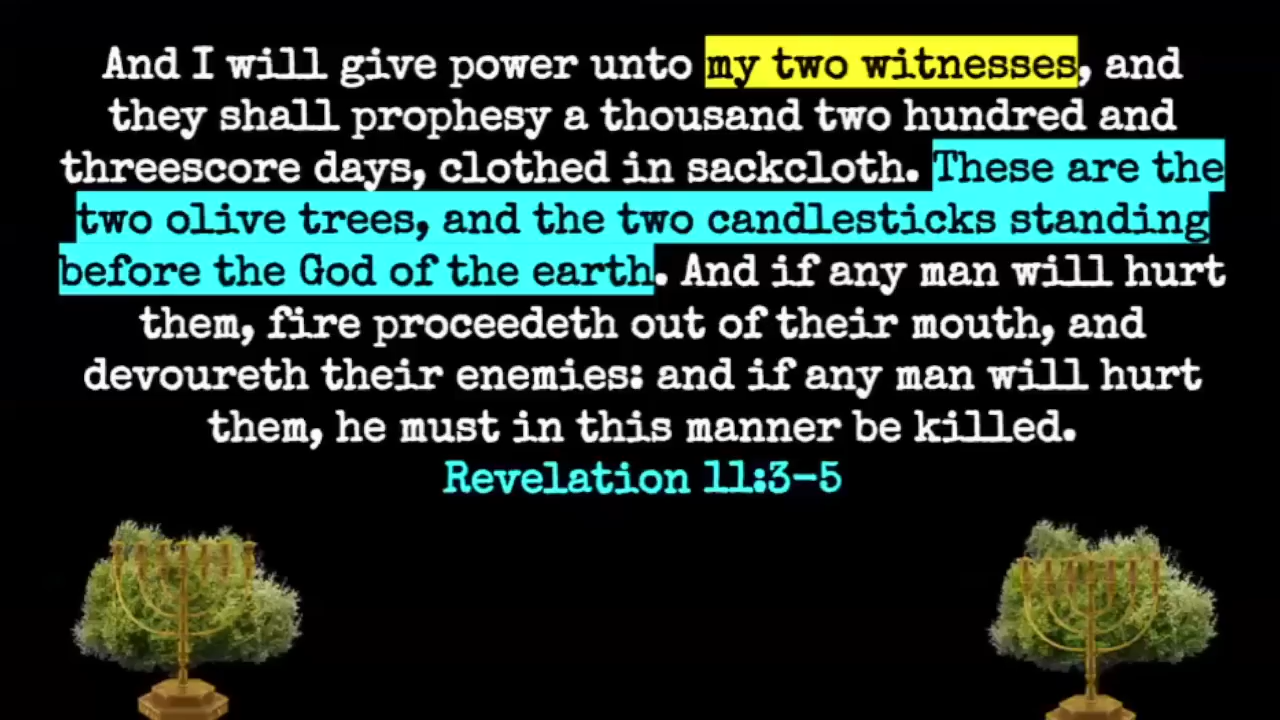 And I will give power unto my two witnesses, and
they shall prophesy a thousand two hundred and
threescore days, clothed in sackcloth. These are the
two olive trees, and the two candlesticks standing
before the God of the earth. And if any man will hurt
them, fire proceedeth out of their mouth, and
devoureth their enemies: and if any man will hurt
them, he must in this manner be killed.
Revelation 11:3-5